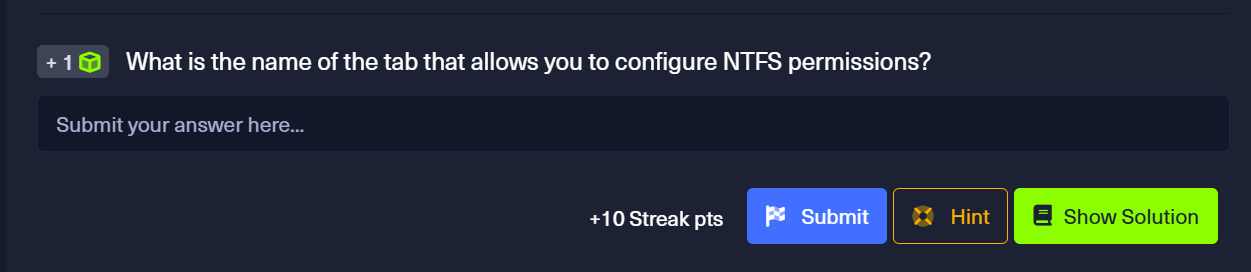 + 1 What is the name of the tab that allows you to configure NTFS permissions?
Submit your answer here...
+10 Streak pts Submit Hint Show Solution